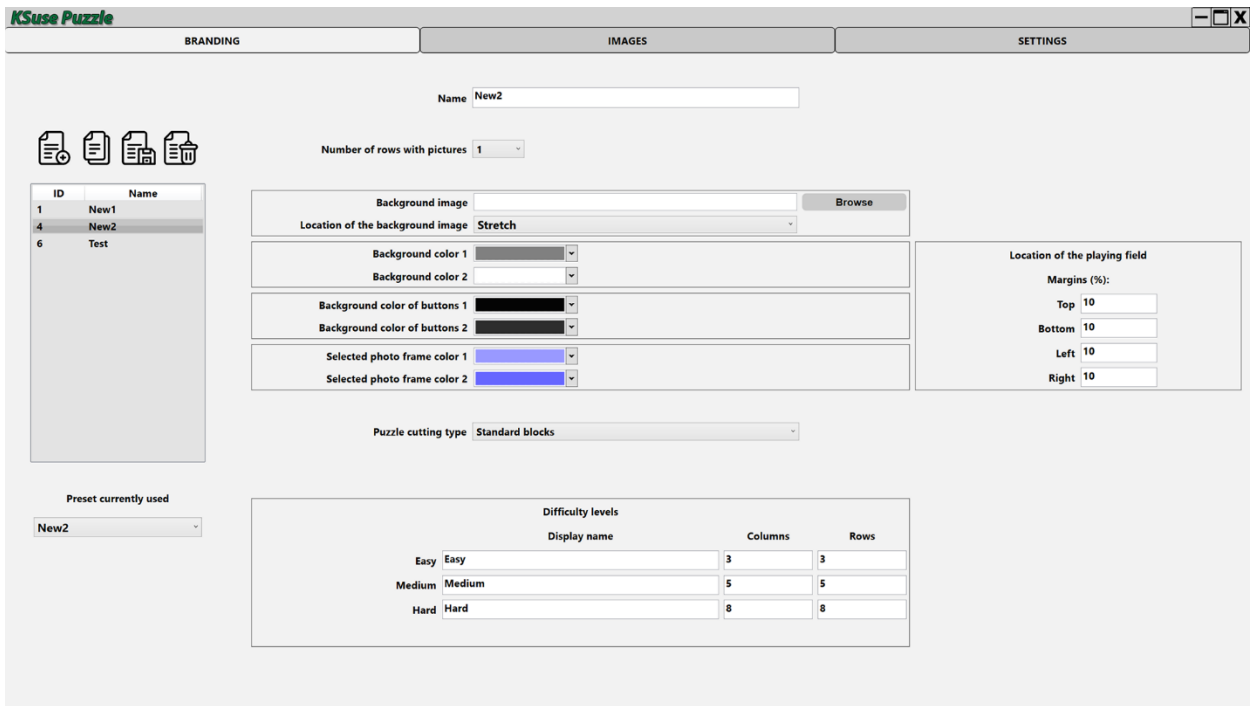 KSuse Puzzle
BRANDING IMAGES SETTINGS
Name New2
Number of rows with pictures 1
ID Name
1 New1
4 New2
6 Test
Background image Browse
Location of the background image Stretch
Background color 1
Background color 2
Background color of buttons 1
Background color of buttons 2
Selected photo frame color 1
Selected photo frame color 2
Location of the playing field
Margins (%):
Top 10
Bottom 10
Left 10
Right 10
Puzzle cutting type Standard blocks
Preset currently used
New2
Difficulty levels
Display name Columns Rows
Easy Easy 3 3
Medium Medium 5 5
Hard Hard 8 8